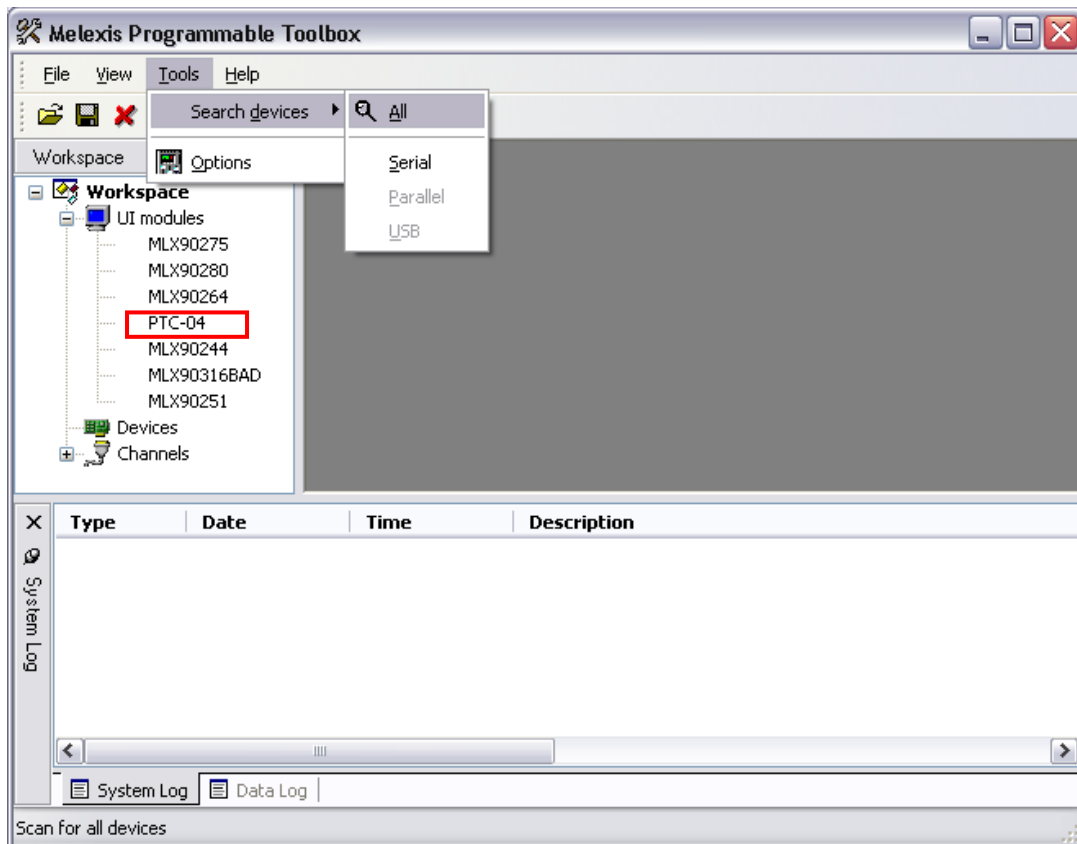 Melexis Programmable Toolbox
File View Tools Help
Search devices All
Workspace Options Serial
Workspace Parallel
UI modules USB
MLX90275
MLX90280
MLX90264
PTC-04
MLX90244
MLX90316BAD
MLX90251
Devices
Channels
Type Date Time Description
System Log
System Log Data Log
Scan for all devices